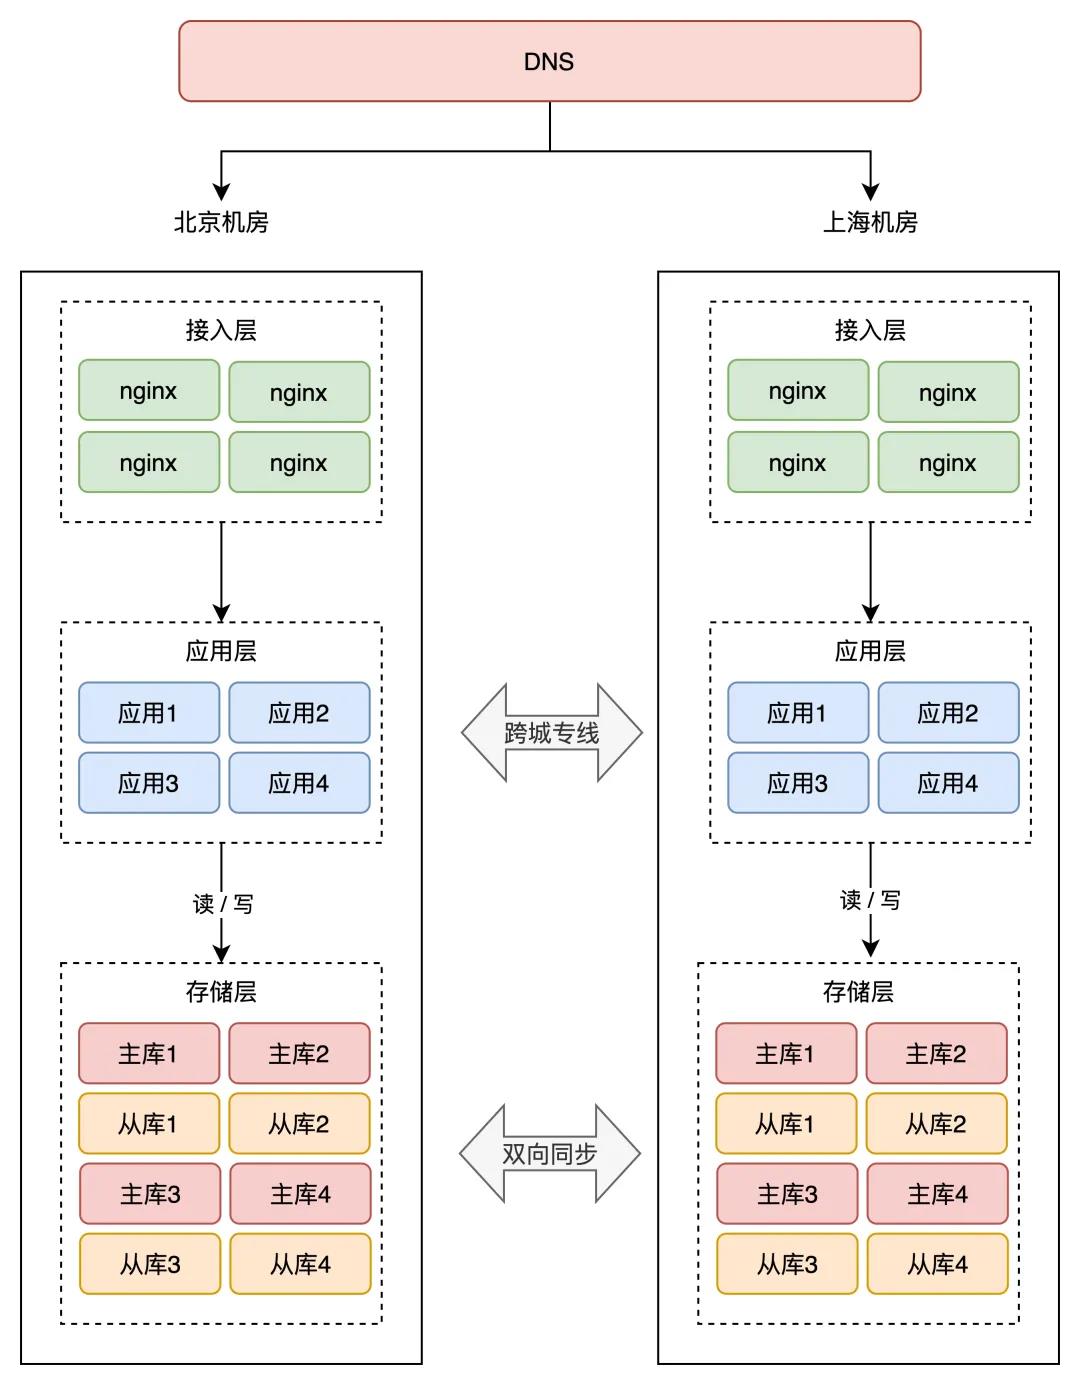 DNS
北京机房
上海机房
接入层
nginx
nginx
nginx
nginx
应用层
应用1
应用2
应用3
应用4
读 / 写
存储层
主库1
主库2
从库1
从库2
主库3
主库4
从库3
从库4
跨城专线
双向同步
接入层
nginx
nginx
nginx
nginx
应用层
应用1
应用2
应用3
应用4
读 / 写
存储层
主库1
主库2
从库1
从库2
主库3
主库4
从库3
从库4